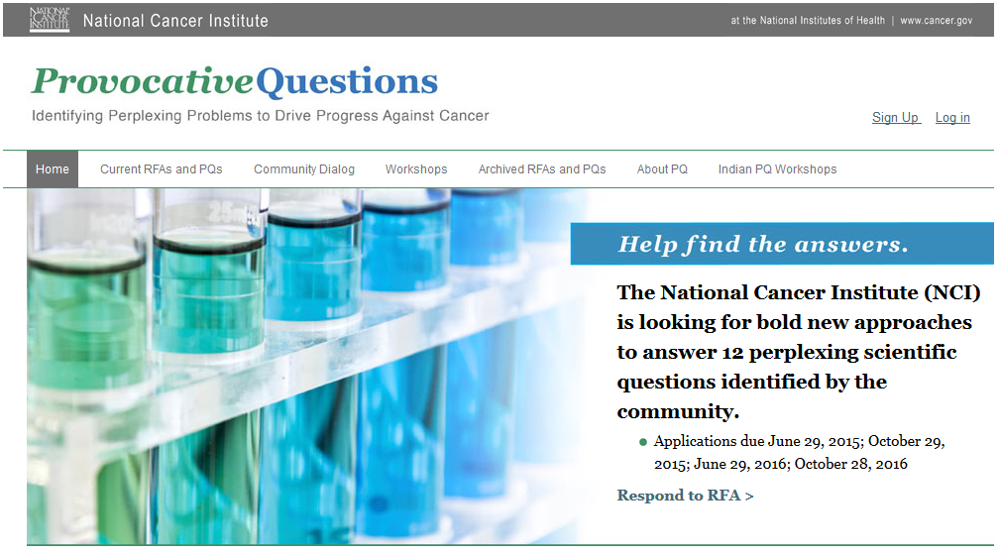 NATIONAL
CANCER
INSTITUTE
National Cancer Institute
at the National Institutes of Health | www.cancer.gov
ProvocativeQuestions
Identifying Perplexing Problems to Drive Progress Against Cancer
Sign Up Log in
Home Current RFAs and PQs Community Dialog Workshops Archived RFAs and PQs About PQ Indian PQ Workshops
25ml
Help find the answers.
The National Cancer Institute (NCI)
is looking for bold new approaches
to answer 12 perplexing scientific
questions identified by the
community.
Applications due June 29, 2015; October 29,
2015; June 29, 2016; October 28, 2016
Respond to RFA >